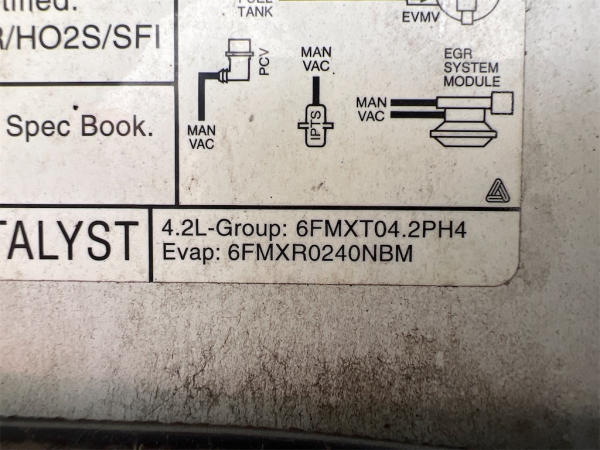 tified.
FUEL
TANK
EVMV
R/HO2S/SFI
PCV
MAN
VAC
MAN
VAC
IPTS
EGR
SYSTEM
MODULE
MAN
VAC
Spec Book.
TALYST
4.2L-Group: 6FMXT04.2PH4
Evap: 6FMXR0240NBM